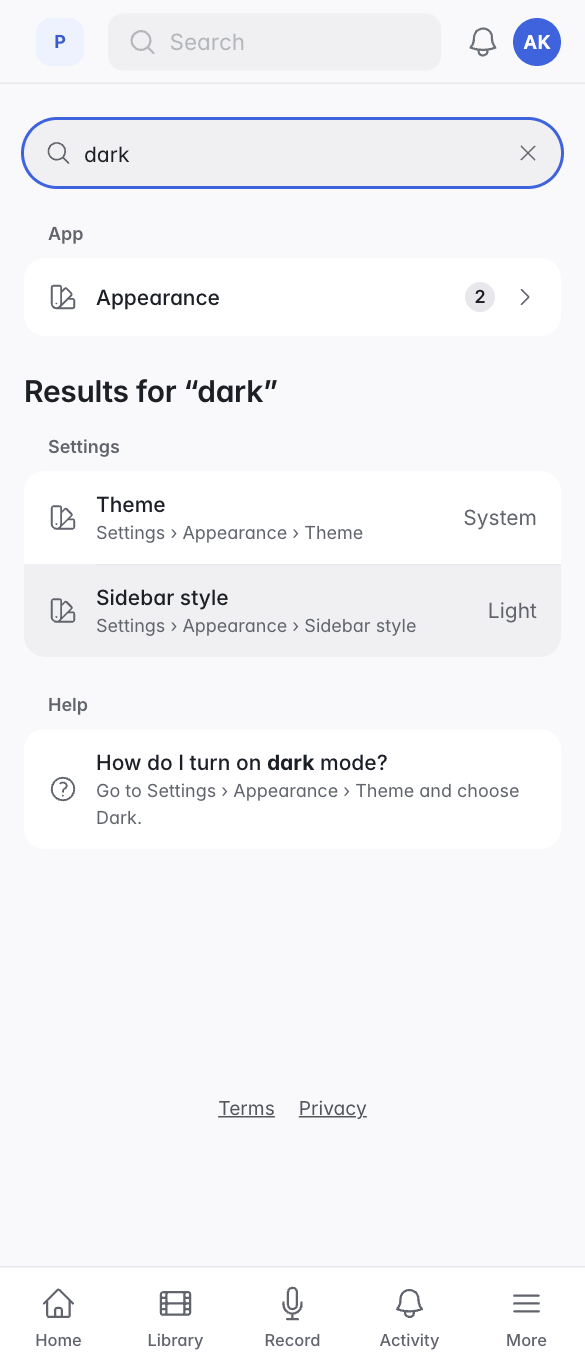 P
Search
AK
dark
App
Appearance
2
Results for “dark”
Settings
Theme
Settings › Appearance › Theme
System
Sidebar style
Settings › Appearance › Sidebar style
Light
Help
How do I turn on dark mode?
Go to Settings › Appearance › Theme and choose
Dark.
Terms Privacy
Home Library Record Activity More